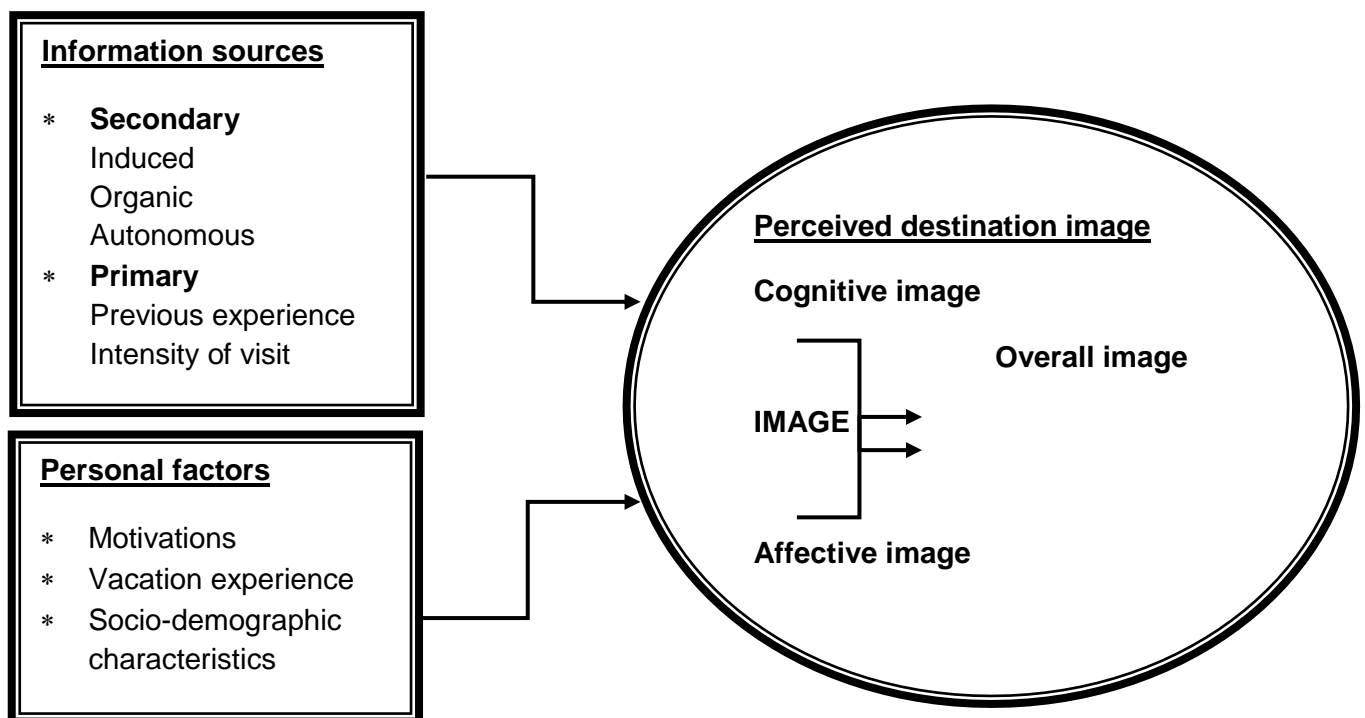 Information sources
* Secondary
Induced
Organic
Autonomous
* Primary
Previous experience
Intensity of visit
Personal factors
* Motivations
* Vacation experience
* Socio-demographic
characteristics
Perceived destination image
Cognitive image
Overall image
IMAGE
Affective image